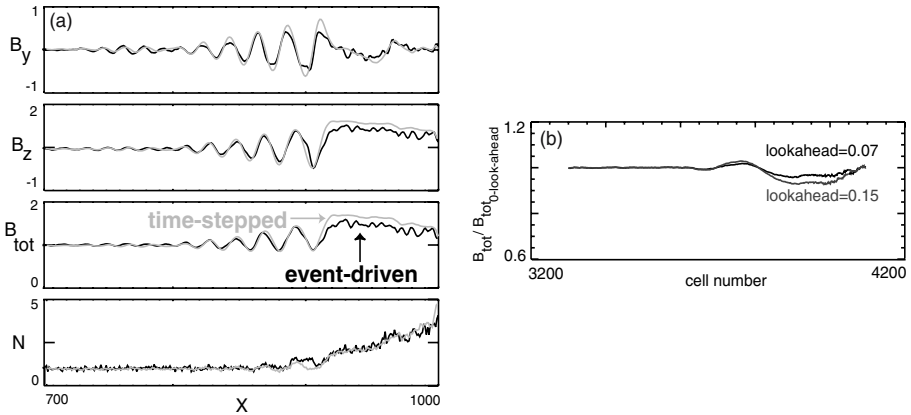 (a)
1
B_y
-1
2
B_z
-1
2
B_tot
time-stepped
event-driven
0
5
N
0
700
X
1000
(b)
1.2
lookahead=0.07
lookahead=0.15
B_tot / B_tot_0-look-ahead
0.6
3200
cell number
4200